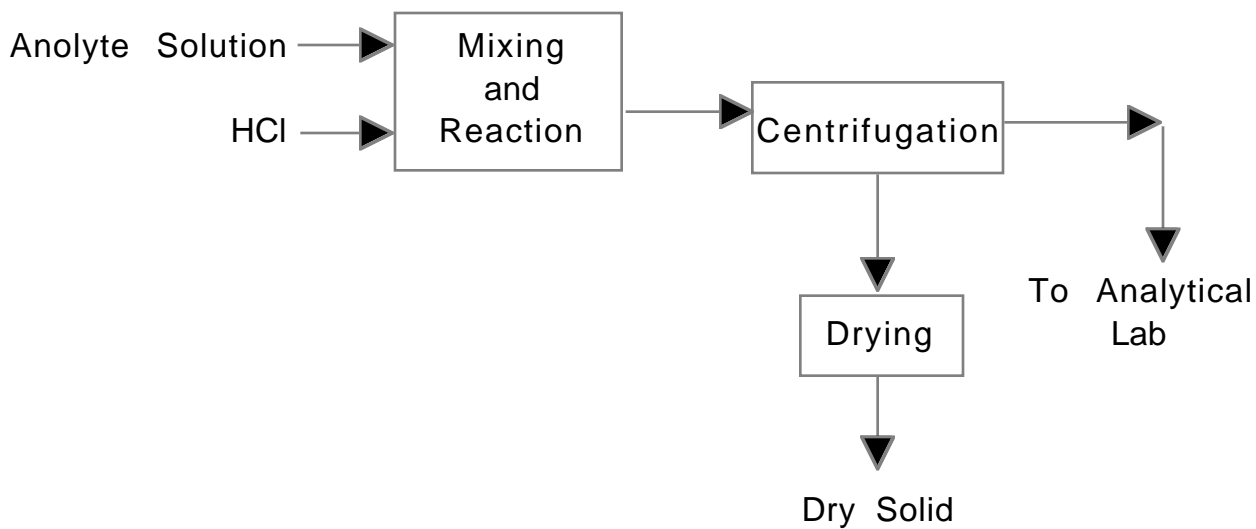 Anolyte Solution
HCl
Mixing
and
Reaction
Centrifugation
To Analytical
Lab
Drying
Dry Solid